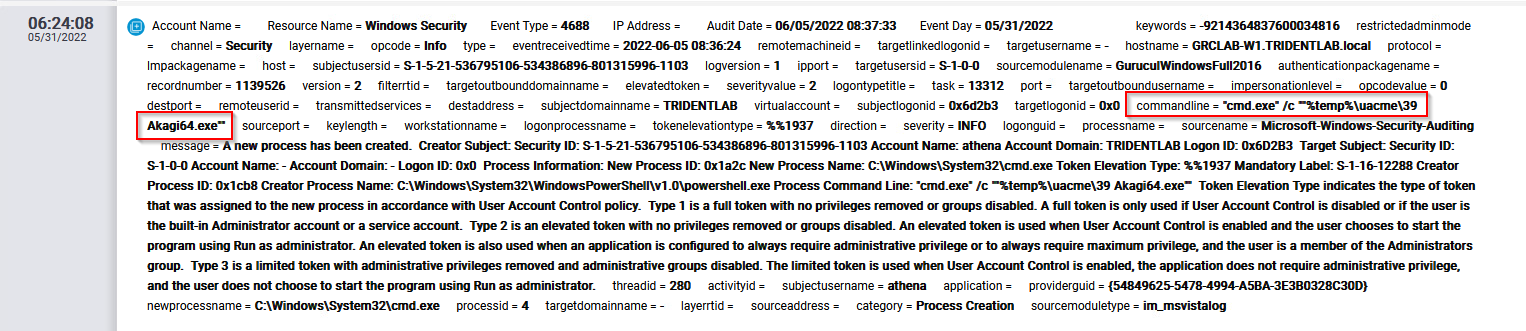 06:24:08
05/31/2022
Account Name = Resource Name = Windows Security Event Type = 4688 IP Address = Audit Date = 06/05/2022 08:37:33 Event Day = 05/31/2022 keywords = -9214364837600034816 restrictedadminmode
= channel = Security layername = opcode = Info type = eventreceivedtime = 2022-06-05 08:36:24 remotemachineid = targetlinkedlogonid = targetusername = - hostname = GRCLAB-W1.TRIDENTLAB.local protocol =
lmpackagename = host = subjectusersid = S-1-5-21-536795106-534386896-801315996-1103 logversion = 1 ipport = targetusersid = S-1-0-0 sourcemodulename = GuruculWindowsFull2016 authenticationpackagename =
recordnumber = 1139526 version = 2 filterrtid = targetoutbounddomainname = elevatedtoken = severityvalue = 2 logontypetitle = task = 13312 port = targetoutboundusername = impersonationlevel = opcodevalue = 0
destport = remoteuserid = transmittedservices = destaddress = subjectdomainname = TRIDENTLAB virtualaccount = subjectlogonid = 0x6d2b3 targetlogonid = 0x0 commandline = "cmd.exe" /c ""%temp%\uacme\39
Akagi64.exe"" sourceport = keylength = workstationname = logonprocessname = tokenelevationtype = %%1937 direction = severity = INFO logonguid = processname = sourcename = Microsoft-Windows-Security-Auditing
message = A new process has been created. Creator Subject: Security ID: S-1-5-21-536795106-534386896-801315996-1103 Account Name: athena Account Domain: TRIDENTLAB Logon ID: 0x6D2B3 Target Subject: Security ID:
S-1-0-0 Account Name: - Account Domain: - Logon ID: 0x0 Process Information: New Process ID: 0x1a2c New Process Name: C:\Windows\System32\cmd.exe Token Elevation Type: %%1937 Mandatory Label: S-1-16-12288 Creator
Process ID: 0x1cb8 Creator Process Name: C:\Windows\System32\WindowsPowerShell\v1.0\powershell.exe Process Command Line: "cmd.exe" /c ""%temp%\uacme\39 Akagi64.exe"" Token Elevation Type indicates the type of token
that was assigned to the new process in accordance with User Account Control policy. Type 1 is a full token with no privileges removed or groups disabled. A full token is only used if User Account Control is disabled or if the user is
the built-in Administrator account or a service account. Type 2 is an elevated token with no privileges removed or groups disabled. An elevated token is used when User Account Control is enabled and the user chooses to start the
program using Run as administrator. An elevated token is also used when an application is configured to always require administrative privilege or to always require maximum privilege, and the user is a member of the Administrators
group. Type 3 is a limited token with administrative privileges removed and administrative groups disabled. The limited token is used when User Account Control is enabled, the application does not require administrative privilege,
and the user does not choose to start the program using Run as administrator. threadid = 280 activityid = subjectusername = athena application = providerguid = {54849625-5478-4994-A5BA-3E3B0328C30D}
newprocessname = C:\Windows\System32\cmd.exe processid = 4 targetdomainname = - layerrtid = sourceaddress = category = Process Creation sourcemoduletype = im_msvistalog